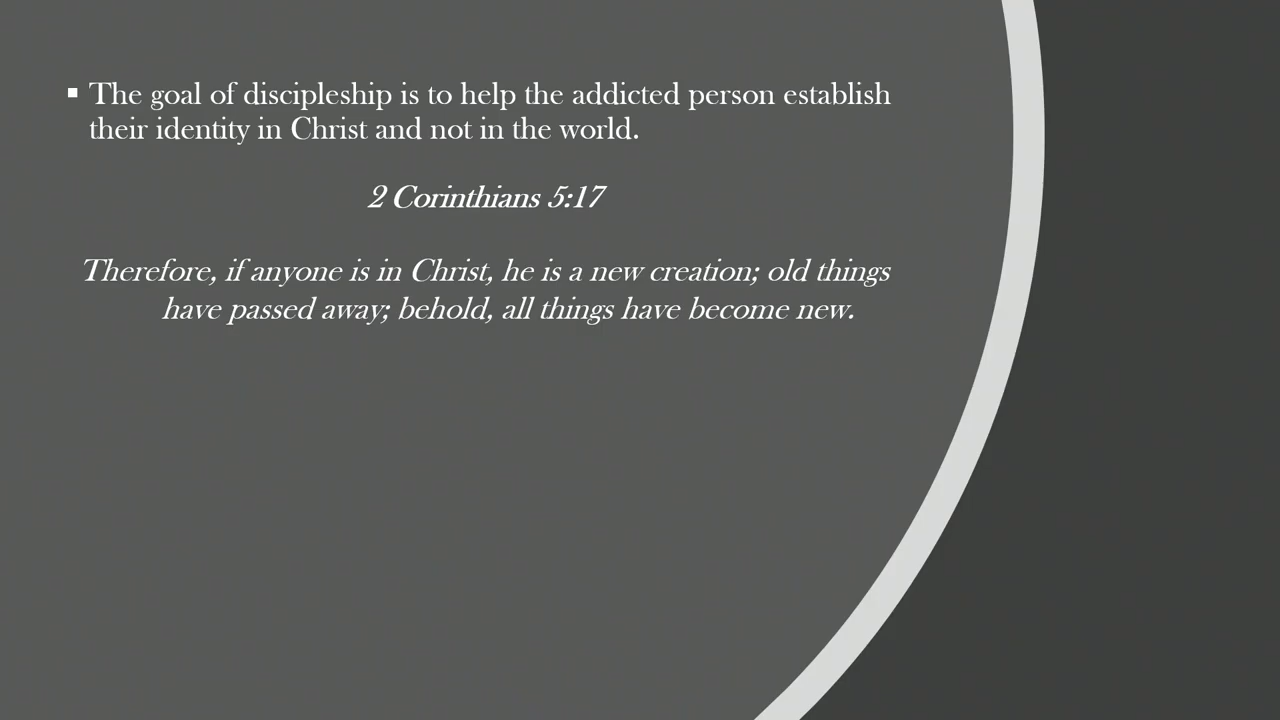 ▪ The goal of discipleship is to help the addicted person establish
their identity in Christ and not in the world.
2 Corinthians 5:17
Therefore, if anyone is in Christ, he is a new creation; old things
have passed away; behold, all things have become new.